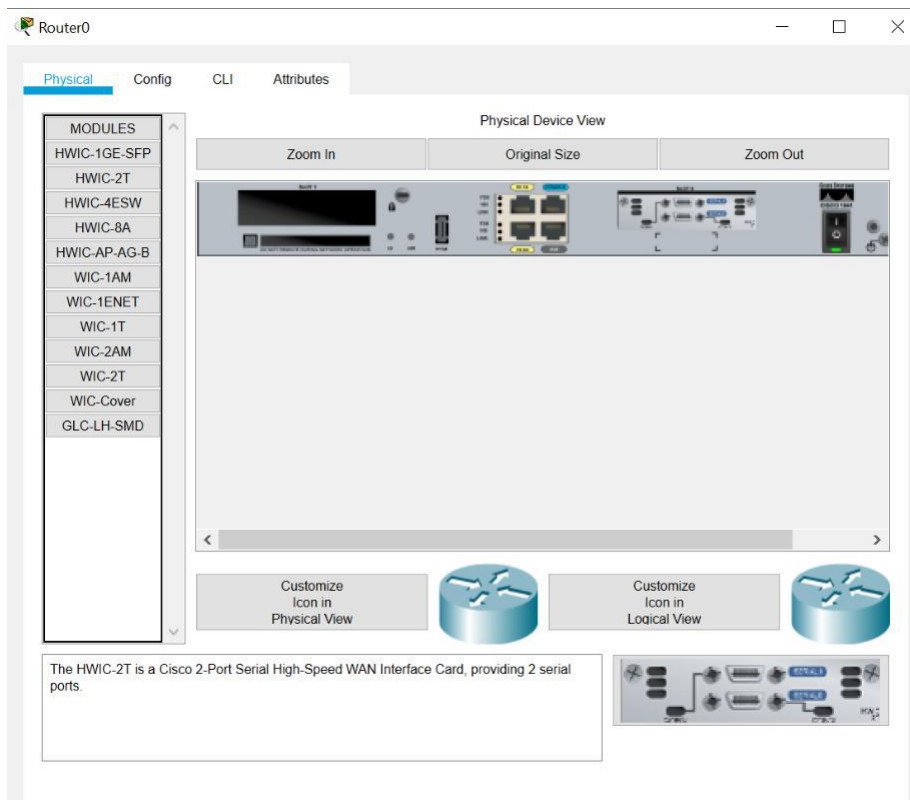 Router0
Physical Config CLI Attributes
MODULES
HWIC-1GE-SFP
HWIC-2T
HWIC-4ESW
HWIC-8A
HWIC-AP-AG-B
WIC-1AM
WIC-1ENET
WIC-1T
WIC-2AM
WIC-2T
WIC-Cover
GLC-LH-SMD
Physical Device View
Zoom In Original Size Zoom Out
Customize
Icon in
Physical View
Customize
Icon in
Logical View
The HWIC-2T is a Cisco 2-Port Serial High-Speed WAN Interface Card, providing 2 serial
ports.